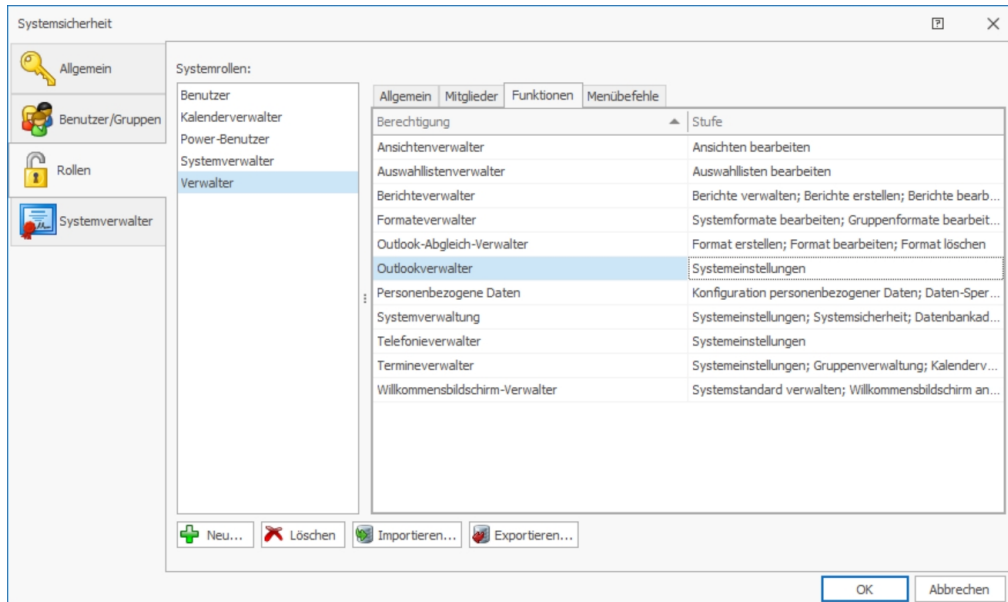 Systemsicherheit
Allgemein
Benutzer/Gruppen
Rollen
Systemverwalter
Systemrollen:
Benutzer
Kalenderverwalter
Power-Benutzer
Systemverwalter
Verwalter
Allgemein Mitglieder Funktionen Menübefehle
Berechtigung Stufe
Ansichtenverwalter Ansichten bearbeiten
Auswahllistenverwalter Auswahllisten bearbeiten
Berichteverwalter Berichte verwalten; Berichte erstellen; Berichte bearb...
Formateverwalter Systemformate bearbeiten; Gruppenformate bearbeit...
Outlook-Abgleich-Verwalter Format erstellen; Format bearbeiten; Format löschen
Outlookverwalter Systemeinstellungen
Personenbezogene Daten Konfiguration personenbezogener Daten; Daten-Sper...
Systemverwaltung Systemeinstellungen; Systemsicherheit; Datenbankad...
Telefonieverwalter Systemeinstellungen
Termineverwalter Systemeinstellungen; Gruppenverwaltung; Kalenderv...
Willkommensbildschirm-Verwalter Systemstandard verwalten; Willkommensbildschirm an...
Neu... Löschen Importieren... Exportieren...
OK Abbrechen